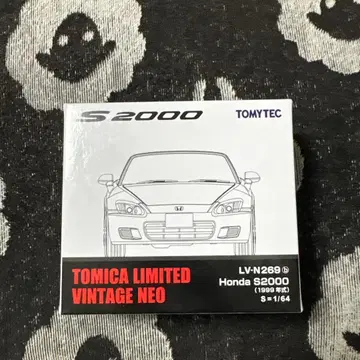 S2000
TOMYTEC
TOMICA LIMITED
VINTAGE NEO
LV-N269 ⓑ
Honda S2000
(1999年式)
S=1/64